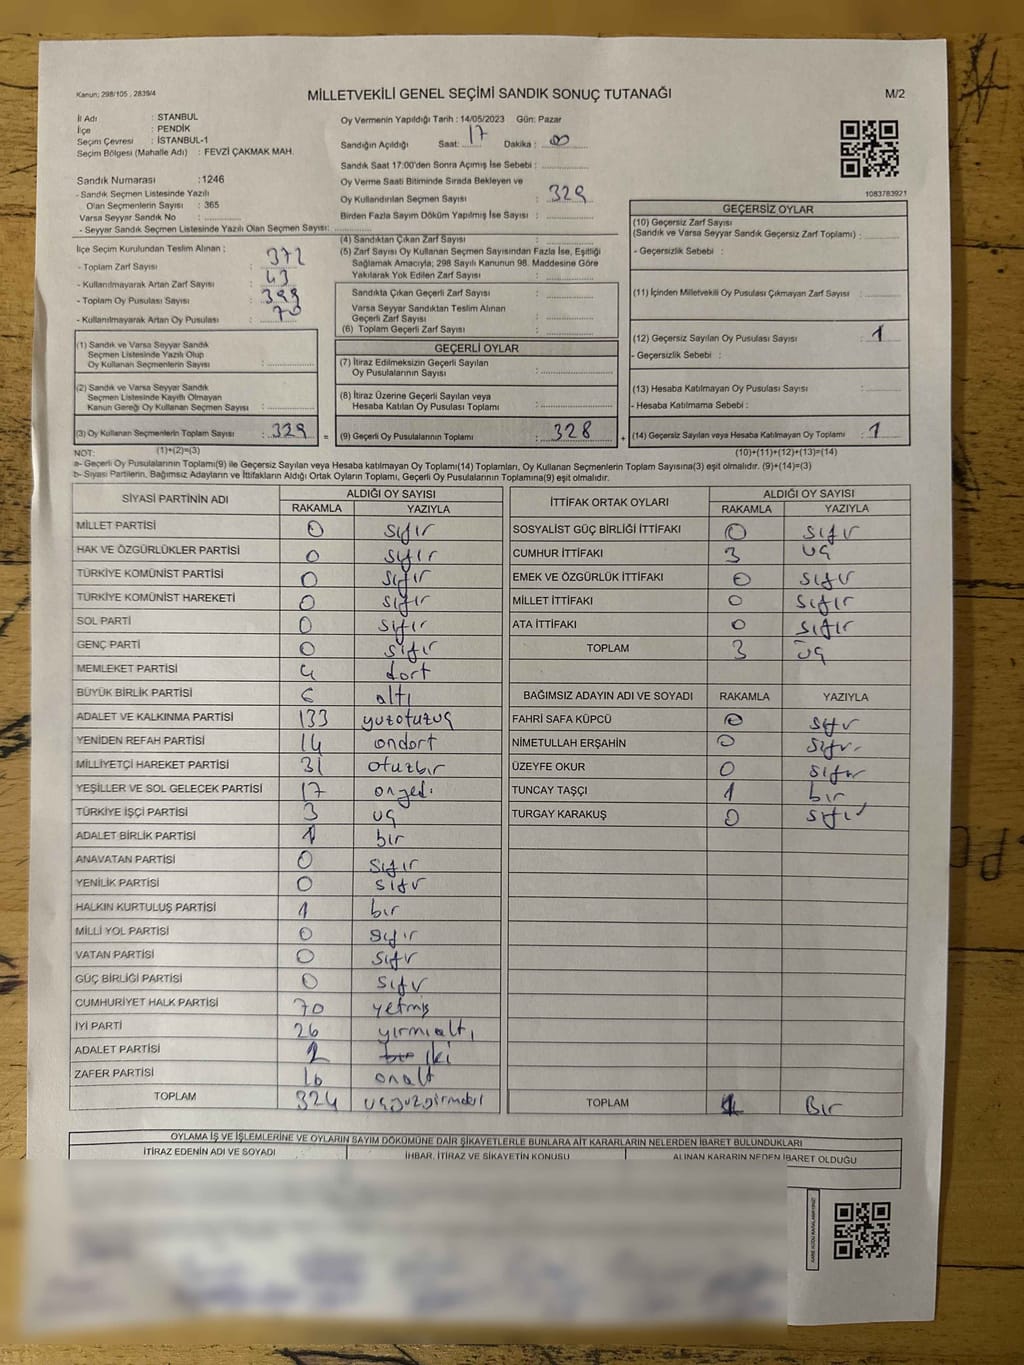 Kanun; 298/105 , 2839/4
MİLLETVEKİLİ GENEL SEÇİMİ SANDIK SONUÇ TUTANAĞI
M/2
İl Adı : STANBUL
İlçe : PENDİK
Seçim Çevresi : İSTANBUL-1
Seçim Bölgesi (Mahalle Adı) : FEVZİ ÇAKMAK MAH.
Sandık Numarası :1246
- Sandık Seçmen Listesinde Yazılı
Olan Seçmenlerin Sayısı : 365
Varsa Seyyar Sandık No :
- Seyyar Sandık Seçmen Listesinde Yazılı Olan Seçmen Sayısı:
Oy Vermenin Yapıldığı Tarih : 14/05/2023 Gün: Pazar
Sandığın Açıldığı Saat: 17 Dakika : 00
Sandık Saat 17:00'den Sonra Açımış İse Sebebi :
Oy Verme Saati Bitiminde Sırada Bekleyen ve
Oy Kullandırılan Seçmen Sayısı : 329
Birden Fazla Sayım Döküm Yapılmış İse Sayısı :
1083783921
İlçe Seçim Kurulundan Teslim Alınan ;
- Toplam Zarf Sayısı : 372
- Kullanılmayarak Artan Zarf Sayısı : 43
- Toplam Oy Pusulası Sayısı : 399
- Kullanılmayarak Artan Oy Pusulası : 70
(1) Sandık ve Varsa Seyyar Sandık
Seçmen Listesinde Yazılı Olup
Oy Kullanan Seçmenlerin Sayısı :
(2) Sandık ve Varsa Seyyar Sandık
Seçmen Listesinde Kayıtlı Olmayan
Kanun Gereği Oy Kullanan Seçmen Sayısı :
(3) Oy Kullanan Seçmenlerin Toplam Sayısı : 329 =
(4) Sandıktan Çıkan Zarf Sayısı :
(5) Zarf Sayısı Oy Kullanan Seçmen Sayısından Fazla İse, Eşitliği
Sağlamak Amacıyla; 298 Sayılı Kanunun 98. Maddesine Göre
Yakılarak Yok Edilen Zarf Sayısı :
Sandıkta Çıkan Geçerli Zarf Sayısı :
Varsa Seyyar Sandıktan Teslim Alınan
Geçerli Zarf Sayısı :
(6) Toplam Geçerli Zarf Sayısı :
GEÇERLİ OYLAR
(7) İtiraz Edilmeksizin Geçerli Sayılan
Oy Pusulalarının Sayısı :
(8) İtiraz Üzerine Geçerli Sayılan veya
Hesaba Katılan Oy Pusulası Toplamı :
(9) Geçerli Oy Pusulalarının Toplamı : 328 +
GEÇERSİZ OYLAR
(10) Geçersiz Zarf Sayısı
(Sandık ve Varsa Seyyar Sandık Geçersiz Zarf Toplamı) :
- Geçersizlik Sebebi :
(11) İçinden Milletvekili Oy Pusulası Çıkmayan Zarf Sayısı :
(12) Geçersiz Sayılan Oy Pusulası Sayısı : 1
- Geçersizlik Sebebi :
(13) Hesaba Katılmayan Oy Pusulası Sayısı :
- Hesaba Katılmama Sebebi :
(14) Geçersiz Sayılan veya Hesaba Katılmayan Oy Toplamı : 1
NOT: (1)+(2)=(3) (10)+(11)+(12)+(13)=(14)
a- Geçerli Oy Pusulalarının Toplamı(9) ile Geçersiz Sayılan veya Hesaba katılmayan Oy Toplamı(14) Toplamları, Oy Kullanan Seçmenlerin Toplam Sayısına(3) eşit olmalıdır. (9)+(14)=(3)
b- Siyasi Partilerin, Bağımsız Adayların ve İttifakların Aldığı Ortak Oyların Toplamı, Geçerli Oy Pusulalarının Toplamına(9) eşit olmalıdır.
SİYASİ PARTİNİN ADI ALDIĞI OY SAYISI
RAKAMLA YAZIYLA
MİLLET PARTİSİ 0 sıfır
HAK VE ÖZGÜRLÜKLER PARTİSİ 0 sıfır
TÜRKİYE KOMÜNİST PARTİSİ 0 sıfır
TÜRKİYE KOMÜNİST HAREKETİ 0 sıfır
SOL PARTİ 0 sıfır
GENÇ PARTİ 0 sıfır
MEMLEKET PARTİSİ 4 dort
BÜYÜK BİRLİK PARTİSİ 6 altı
ADALET VE KALKINMA PARTİSİ 133 yuzotuzuç
YENİDEN REFAH PARTİSİ 14 ondort
MİLLİYETÇİ HAREKET PARTİSİ 31 otuzbır
YEŞİLLER VE SOL GELECEK PARTİSİ 17 onyedi
TÜRKİYE İŞÇİ PARTİSİ 3 uç
ADALET BİRLİK PARTİSİ 1 bır
ANAVATAN PARTİSİ 0 sıfır
YENİLİK PARTİSİ 0 sıfır
HALKIN KURTULUŞ PARTİSİ 1 bır
MİLLİ YOL PARTİSİ 0 sıfır
VATAN PARTİSİ 0 sıfır
GÜÇ BİRLİĞİ PARTİSİ 0 sıfır
CUMHURİYET HALK PARTİSİ 70 yetmiş
İYİ PARTİ 26 yırmıaltı
ADALET PARTİSİ 2 bır iki
ZAFER PARTİSİ 16 onaltı
TOPLAM 324
İTTİFAK ORTAK OYLARI ALDIĞI OY SAYISI
RAKAMLA YAZIYLA
SOSYALİST GÜÇ BİRLİĞİ İTTİFAKI 0 sıfır
CUMHUR İTTİFAKI 3 üç
EMEK VE ÖZGÜRLÜK İTTİFAKI 0 sıfır
MİLLET İTTİFAKI 0 sıfır
ATA İTTİFAKI 0 sıfır
TOPLAM 3 üç
BAĞIMSIZ ADAYIN ADI VE SOYADI RAKAMLA YAZIYLA
FAHRİ SAFA KÜPCÜ 0 sıfır
NİMETULLAH ERŞAHİN 0 sıfır
ÜZEYFE OKUR 0 sıfır
TUNCAY TAŞÇI 1 bır
TURGAY KARAKUŞ 0 sıfır
TOPLAM 1 Bır
OYLAMA İŞ VE İŞLEMLERİNE VE OYLARIN SAYIM DÖKÜMÜNE DAİR ŞİKAYETLERLE BUNLARA AİT KARARLARIN NELERDEN İBARET BULUNDUKLARI
İTİRAZ EDENİN ADI VE SOYADI İHBAR, İTİRAZ VE ŞİKAYETİN KONUSU ALINAN KARARIN NEDEN İBARET OLDUĞU